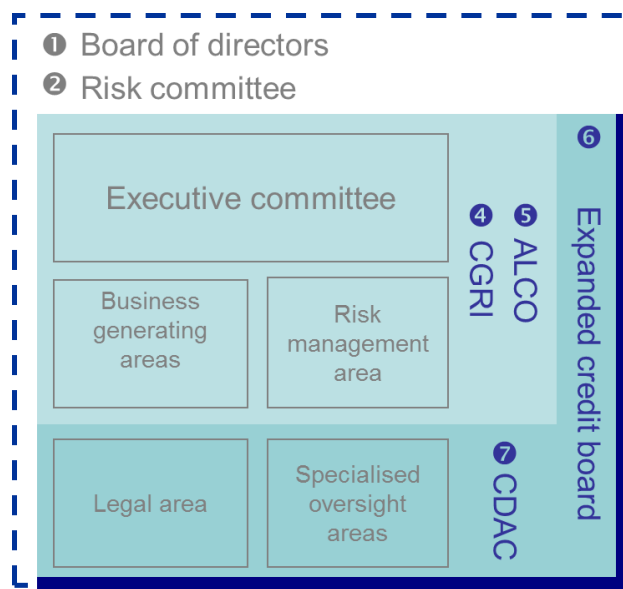 ❶ Board of directors
❷ Risk committee
Executive committee
Business
generating
areas
Risk
management
area
❹ CGRI
❺ ALCO
❻ Expanded credit board
Legal area
Specialised
oversight
areas
❼ CDAC